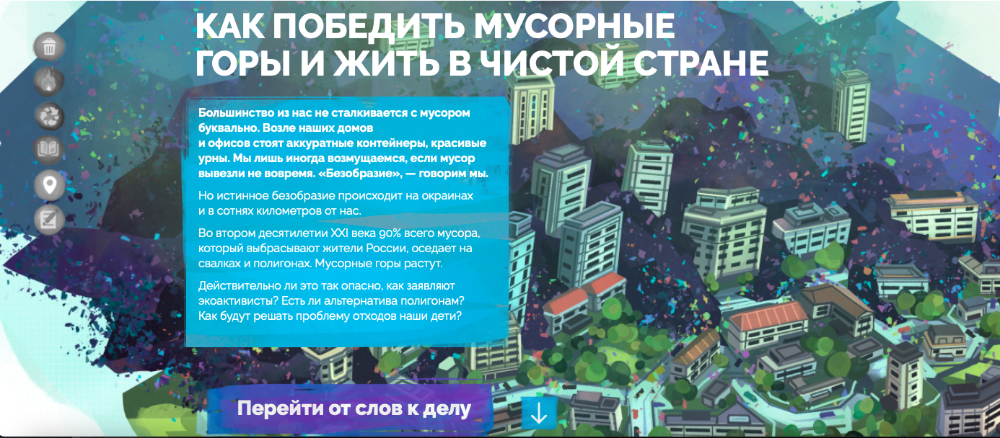 КАК ПОБЕДИТЬ МУСОРНЫЕ
ГОРЫ И ЖИТЬ В ЧИСТОЙ СТРАНЕ
Большинство из нас не сталкивается с мусором
буквально. Возле наших домов
и офисов стоят аккуратные контейнеры, красивые
урны. Мы лишь иногда возмущаемся, если мусор
вывезли не вовремя. «Безобразие», — говорим мы.
Но истинное безобразие происходит на окраинах
и в сотнях километров от нас.
Во втором десятилетии XXI века 90% всего мусора,
который выбрасывают жители России, оседает на
свалках и полигонах. Мусорные горы растут.
Действительно ли это так опасно, как заявляют
экоактивисты? Есть ли альтернатива полигонам?
Как будут решать проблему отходов наши дети?
Перейти от слов к делу